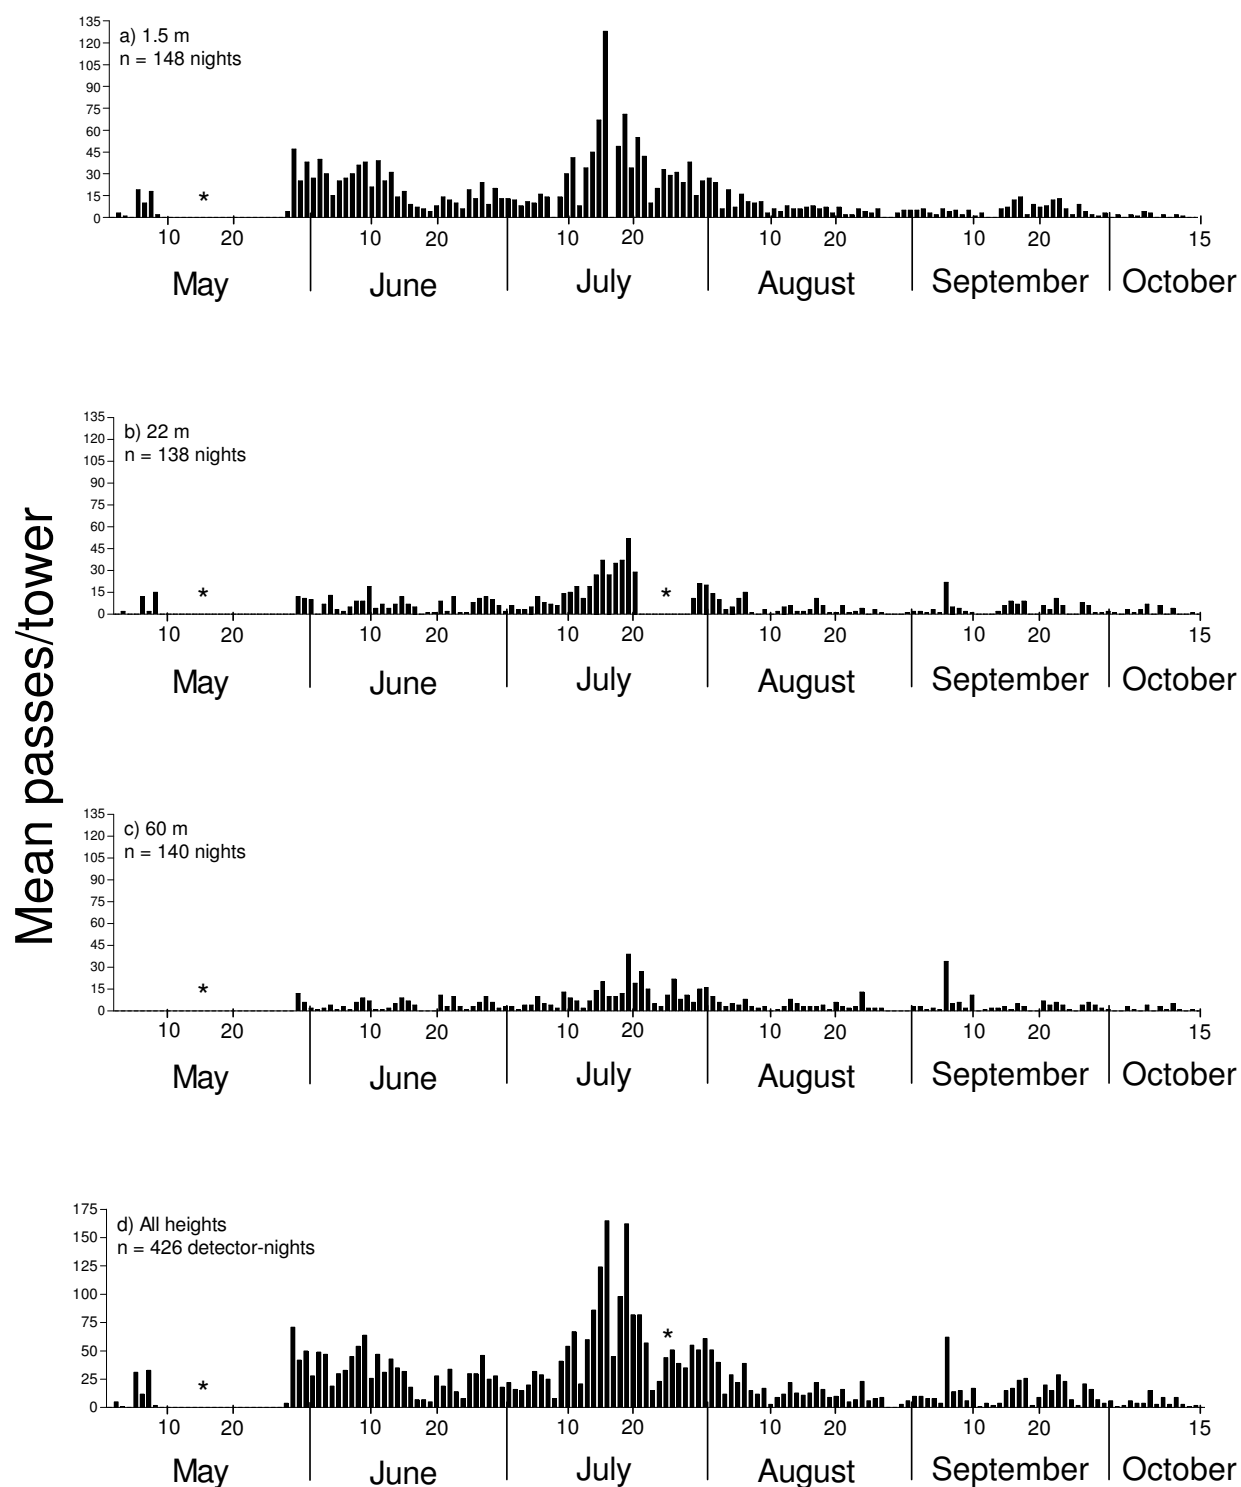 Mean passes/tower
a) 1.5 m
n = 148 nights
135
120
105
90
75
60
45
30
15
0
*
10 20 10 20 10 20 10 20 10 20 15
May June July August September October
b) 22 m
n = 138 nights
135
120
105
90
75
60
45
30
15
0
* *
10 20 10 20 10 20 10 20 10 20 15
May June July August September October
c) 60 m
n = 140 nights
135
120
105
90
75
60
45
30
15
0
*
10 20 10 20 10 20 10 20 10 20 15
May June July August September October
d) All heights
n = 426 detector-nights
175
150
125
100
75
50
25
0
* *
10 20 10 20 10 20 10 20 10 20 15
May June July August September October